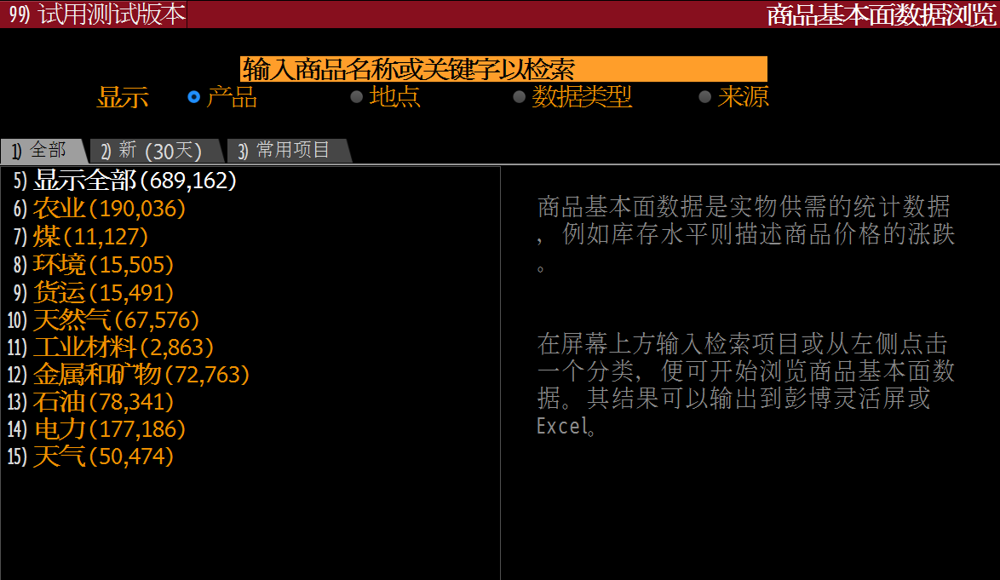 99) 试用测试版本 商品基本面数据浏览
输入商品名称或关键字以检索
显示 产品 地点 数据类型 来源
1) 全部 2) 新 (30天) 3) 常用项目
5) 显示全部(689,162)
6) 农业(190,036)
7) 煤(11,127)
8) 环境(15,505)
9) 货运(15,491)
10) 天然气(67,576)
11) 工业材料(2,863)
12) 金属和矿物(72,763)
13) 石油(78,341)
14) 电力(177,186)
15) 天气(50,474)
商品基本面数据是实物供需的统计数据
，例如库存水平则描述商品价格的涨跌
。
在屏幕上方输入检索项目或从左侧点击
一个分类，便可开始浏览商品基本面数
据。其结果可以输出到彭博灵活屏或
Excel。